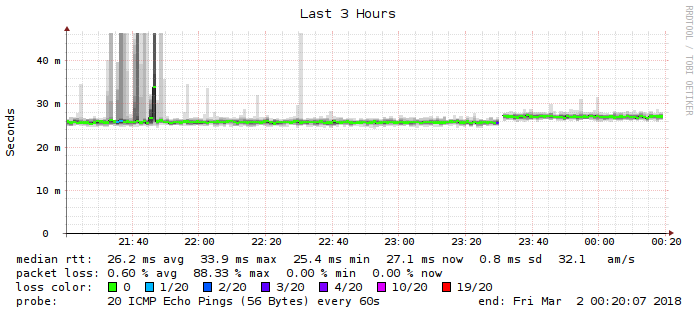 Last 3 Hours
RRDTOOL / TOBI OETIKER
Seconds
40 m
30 m
20 m
10 m
0
21:40 22:00 22:20 22:40 23:00 23:20 23:40 00:00 00:20
median rtt: 26.2 ms avg 33.9 ms max 25.4 ms min 27.1 ms now 0.8 ms sd 32.1 am/s
packet loss: 0.60 % avg 88.33 % max 0.00 % min 0.00 % now
loss color: 0 1/20 2/20 3/20 4/20 10/20 19/20
probe: 20 ICMP Echo Pings (56 Bytes) every 60s end: Fri Mar 2 00:20:07 2018